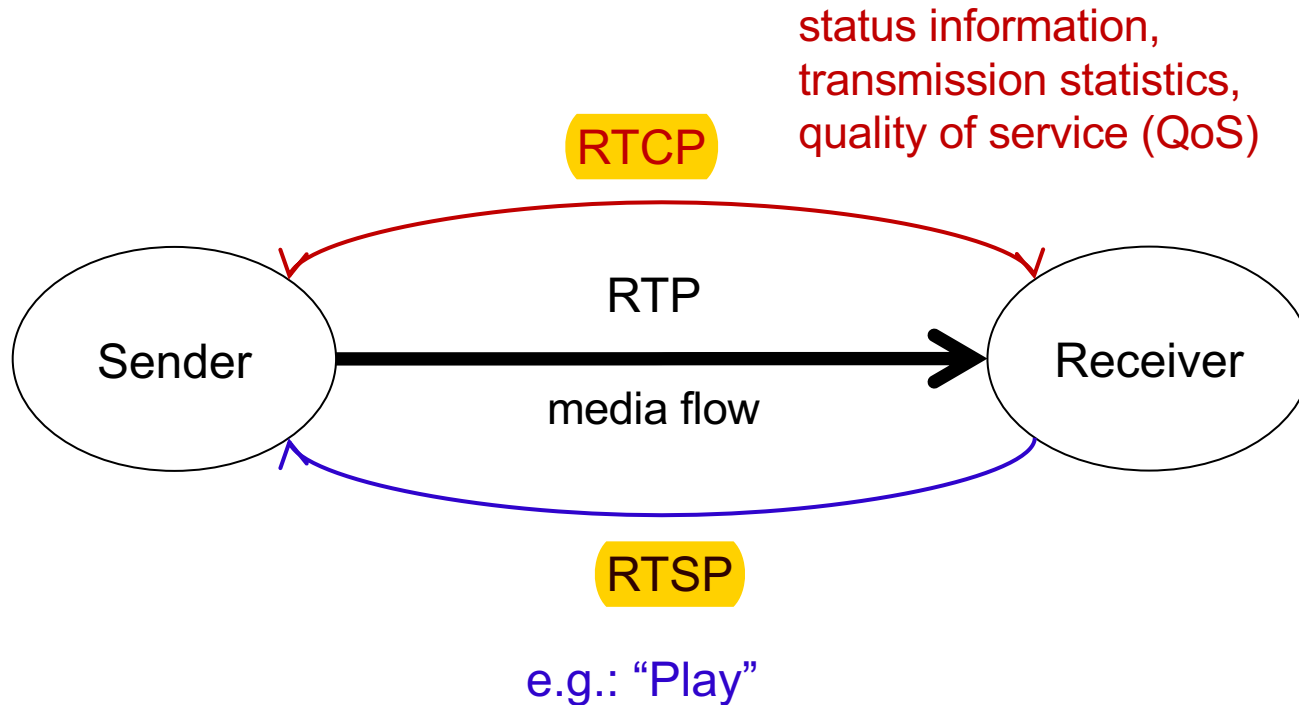 status information,
transmission statistics,
quality of service (QoS)
RTCP
RTP
Sender
Receiver
media flow
RTSP
e.g.: “Play”